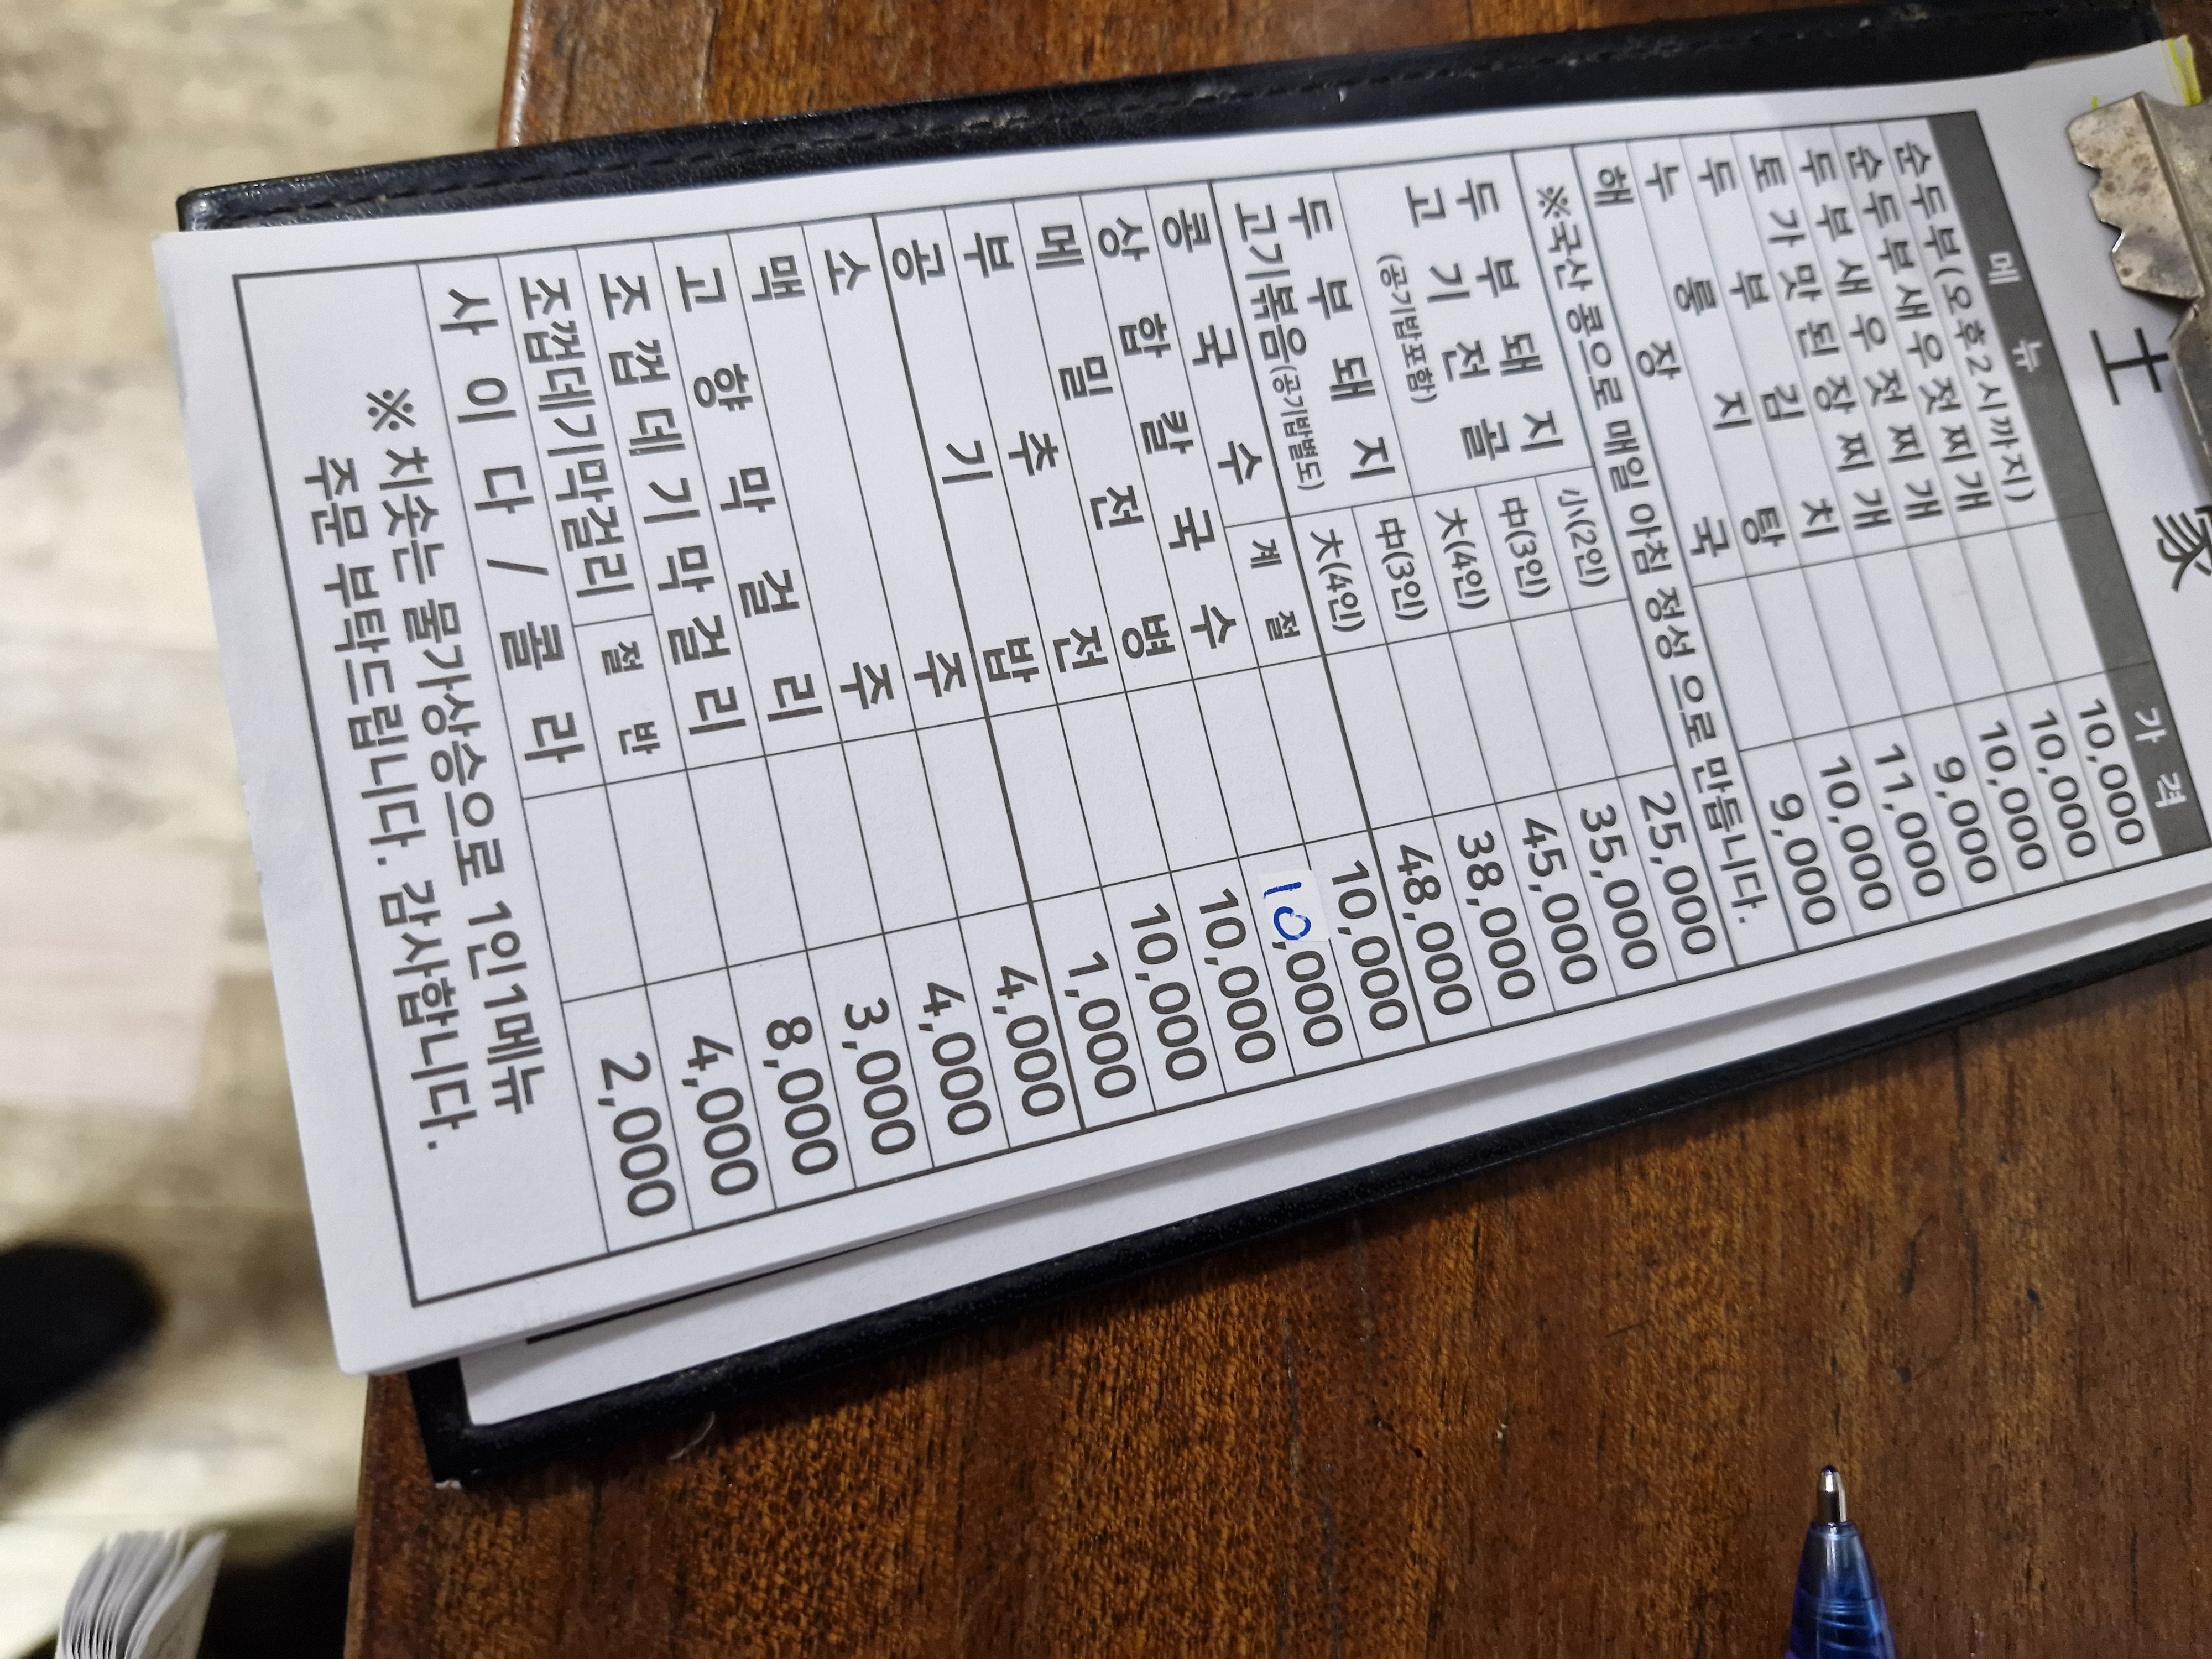 土家
메 뉴 가 격
순두부(오후2시까지) 10,000
순두부새우젓찌개 10,000
두부새우젓찌개 10,000
토가맛된장찌개 9,000
두부김치 11,000
누룽지탕 10,000
해장국 9,000
※국산 콩으로 매일 아침 정성 으로 만듭니다.
두부돼지 小(2인) 25,000
고기전골 中(3인) 35,000
(공기밥포함) 大(4인) 45,000
두부돼지 中(3인) 38,000
고기볶음(공기밥별도) 大(4인) 48,000
콩국수 계절 10,000
상합칼국수 10,000
메밀전병 10,000
부추전 10,000
공기밥 1,000
소주 4,000
맥주 4,000
고향막걸리 3,000
조껍데기막걸리 8,000
조껍데기막걸리 절반 4,000
사이다/콜라 2,000
※ 치솟는 물가상승으로 1인1메뉴
주문 부탁드립니다. 감사합니다.